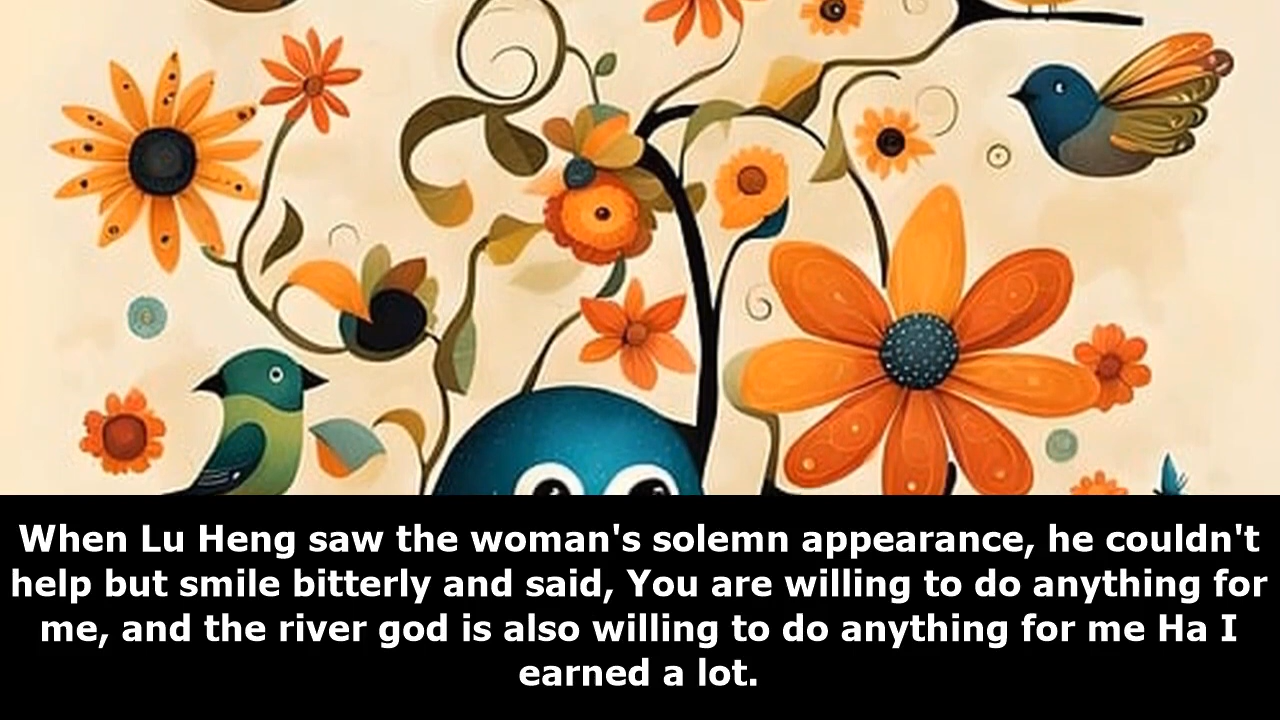 When Lu Heng saw the woman's solemn appearance, he couldn't
help but smile bitterly and said, You are willing to do anything for
me, and the river god is also willing to do anything for me Ha I
earned a lot.